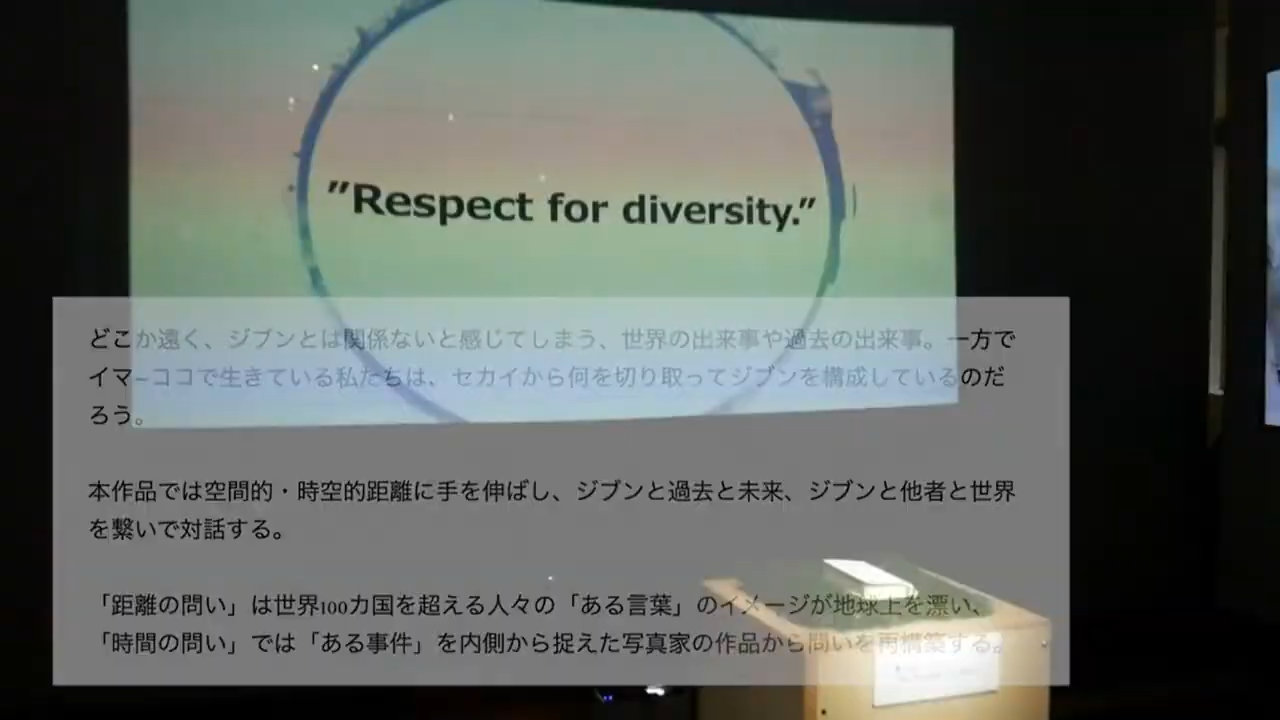 "Respect for diversity."
どこか遠く、ジブンとは関係ないと感じてしまう、世界の出来事や過去の出来事。一方で
イマ–ココで生きている私たちは、セカイから何を切り取ってジブンを構成しているのだ
ろう。
本作品では空間的・時空的距離に手を伸ばし、ジブンと過去と未来、ジブンと他者と世界
を繋いで対話する。
「距離の問い」は世界100カ国を超える人々の「ある言葉」のイメージが地球上を漂い、
「時間の問い」では「ある事件」を内側から捉えた写真家の作品から問いを再構築する。